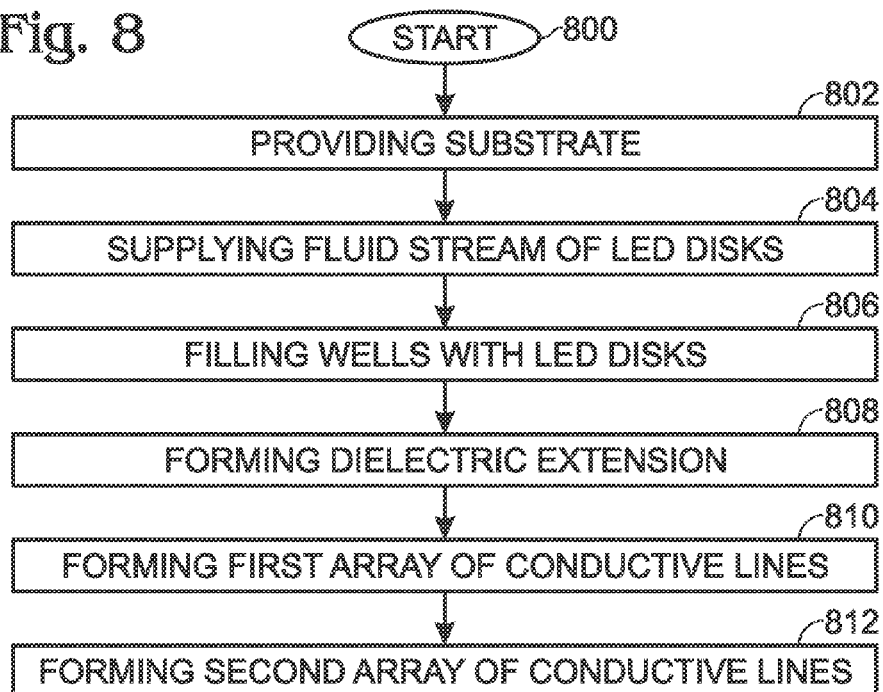 Fig. 8
START 800
802
PROVIDING SUBSTRATE
804
SUPPLYING FLUID STREAM OF LED DISKS
806
FILLING WELLS WITH LED DISKS
808
FORMING DIELECTRIC EXTENSION
810
FORMING FIRST ARRAY OF CONDUCTIVE LINES
812
FORMING SECOND ARRAY OF CONDUCTIVE LINES